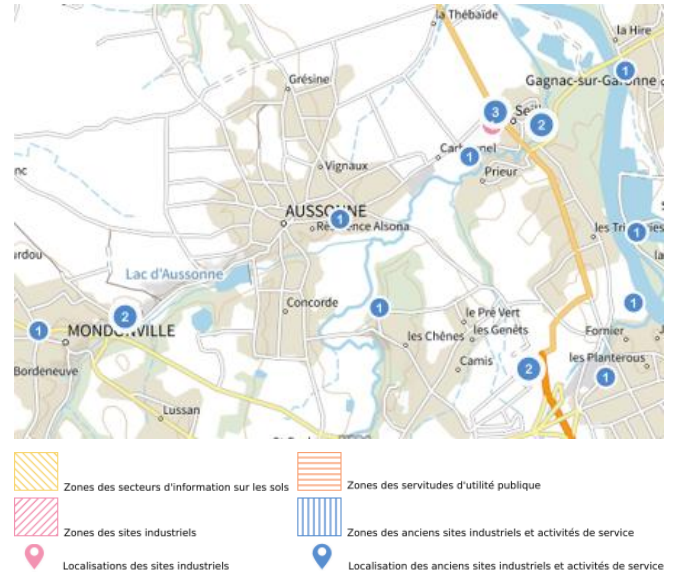 la Thébaïde
la Hire
Grésine
Gagnac-sur-Garonne
1
3
2
Carbonnel
1
Prieur
Vignaux
AUSSONNE
1
Résidence Alsona
1
Lac d'Aussonne
Concorde
1
1
le Pré Vert
les Genêts
les Chênes
Fornier
1
2
MONDONVILLE
Camis
2
les Planterous
1
Bordeneuve
Lussan
Zones des secteurs d'information sur les sols
Zones des servitudes d'utilité publique
Zones des sites industriels
Zones des anciens sites industriels et activités de service
Localisations des sites industriels
Localisation des anciens sites industriels et activités de service